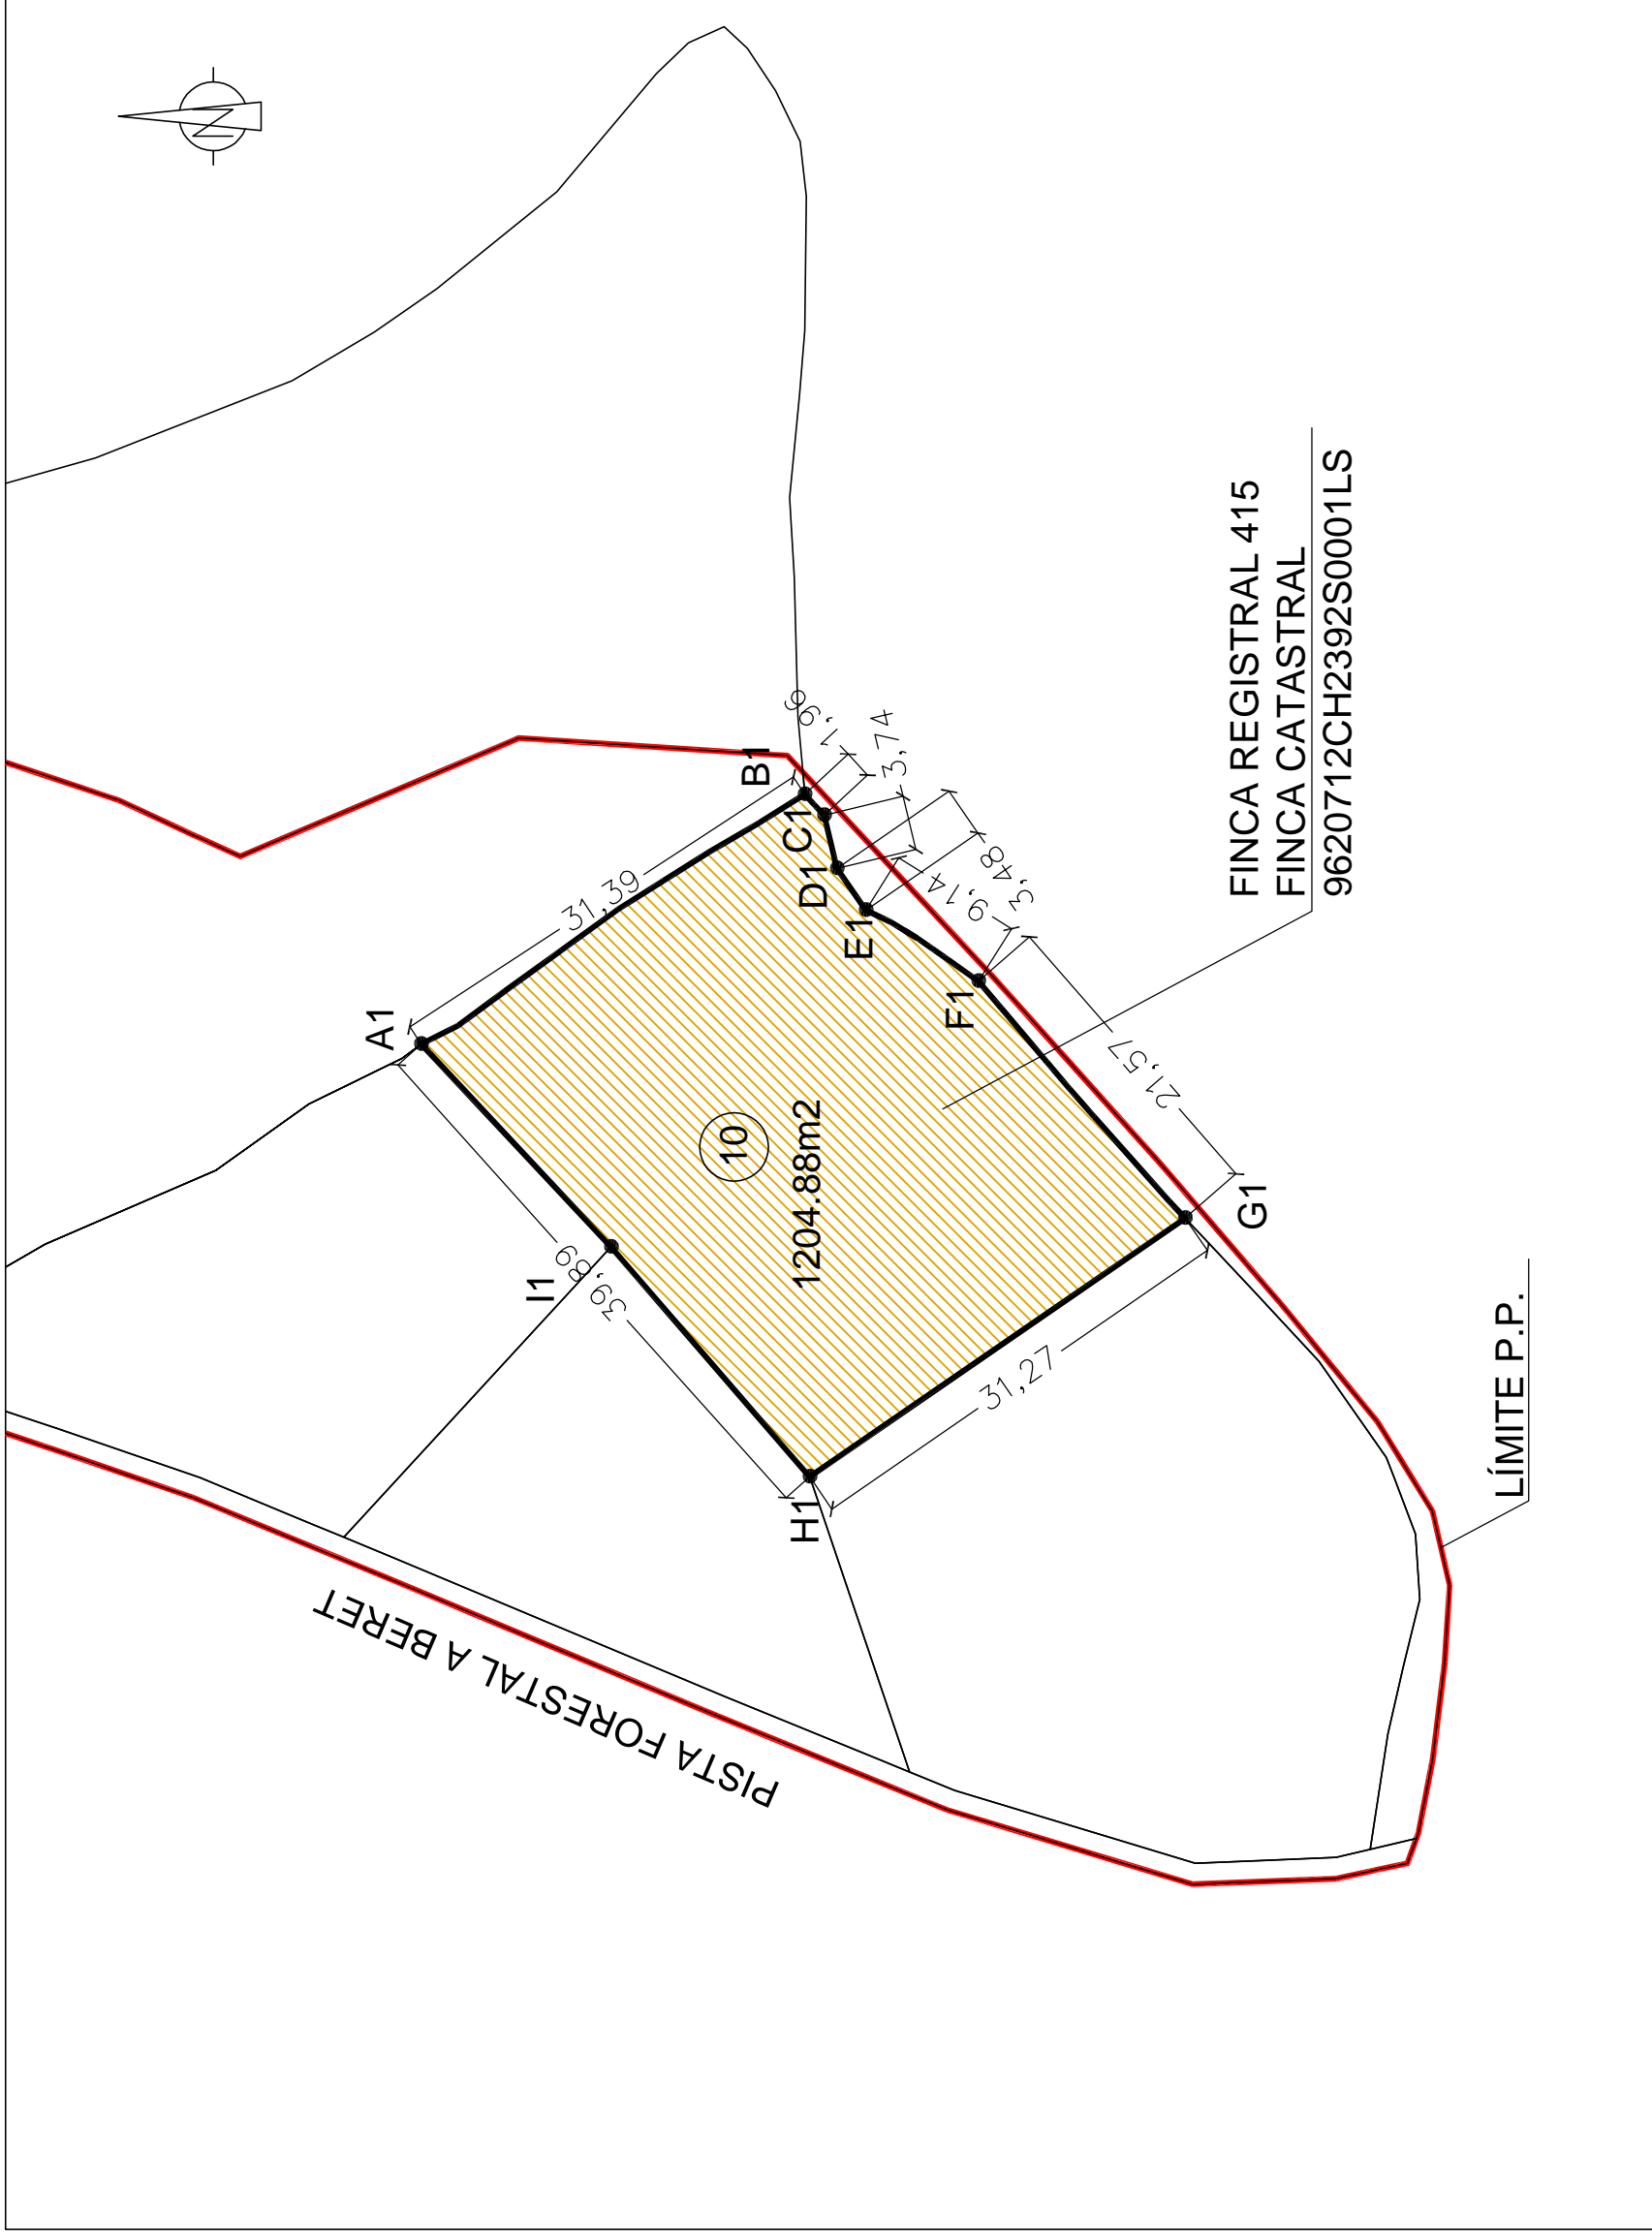 N
A1
B1
C1
D1
E1
F1
G1
H1
I1
31,39
1,96
3,74
3,48
9,14
21,57
31,27
39,89
10
1204.88m2
FINCA REGISTRAL 415
FINCA CATASTRAL
9620712CH2392S0001LS
PISTA FORESTAL A BERET
LÍMITE P.P.